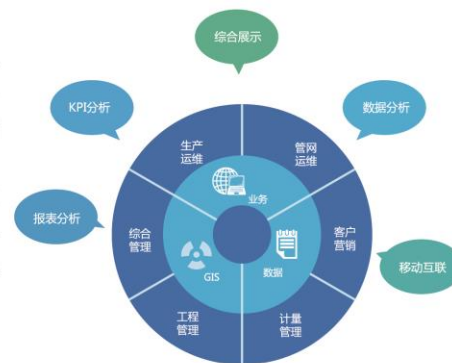 综合展示
KPI分析
数据分析
生产
运维
管网
运维
业务
报表分析
综合
管理
客户
营销
GIS
数据
移动互联
工程
管理
计量
管理